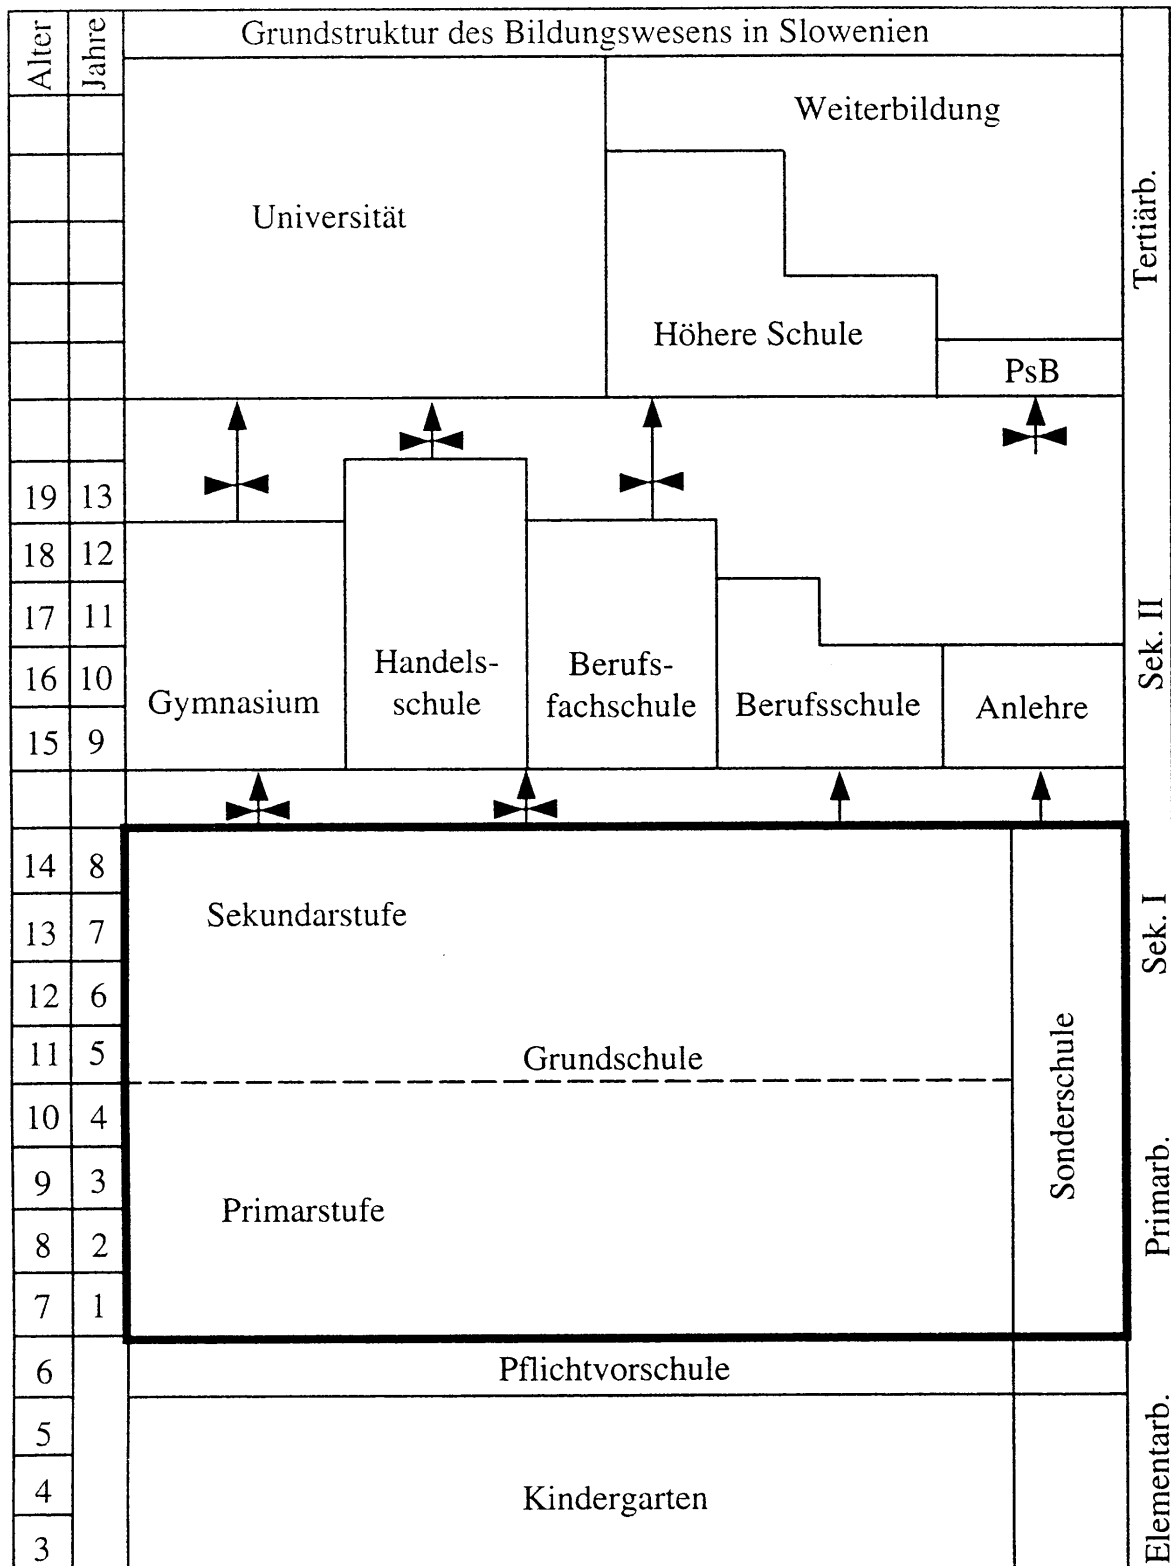 Alter
Jahre
Grundstruktur des Bildungswesens in Slowenien
Weiterbildung
Universität
Tertiärb.
Höhere Schule
PsB
19 13
18 12
17 11
Sek. II
16 10
Gymnasium
Handels-
schule
Berufs-
fachschule
Berufsschule
Anlehre
15 9
14 8
Sekundarstufe
Sek. I
13 7
12 6
11 5
Grundschule
Sonderschule
10 4
9 3
Primarstufe
Primarb.
8 2
7 1
6
Pflichtvorschule
5
4
Kindergarten
Elementarb.
3